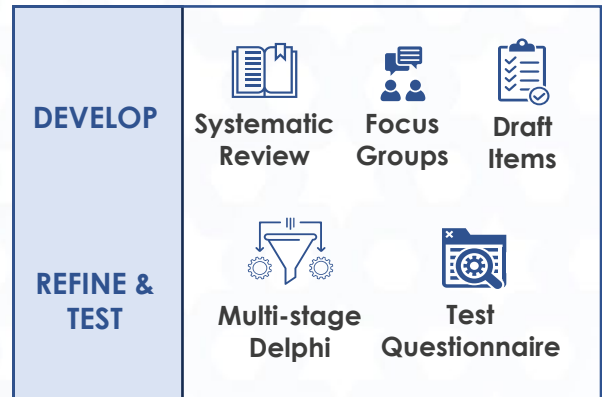 DEVELOP
Systematic
Review
Focus
Groups
Draft
Items
REFINE &
TEST
Multi-stage
Delphi
Test
Questionnaire